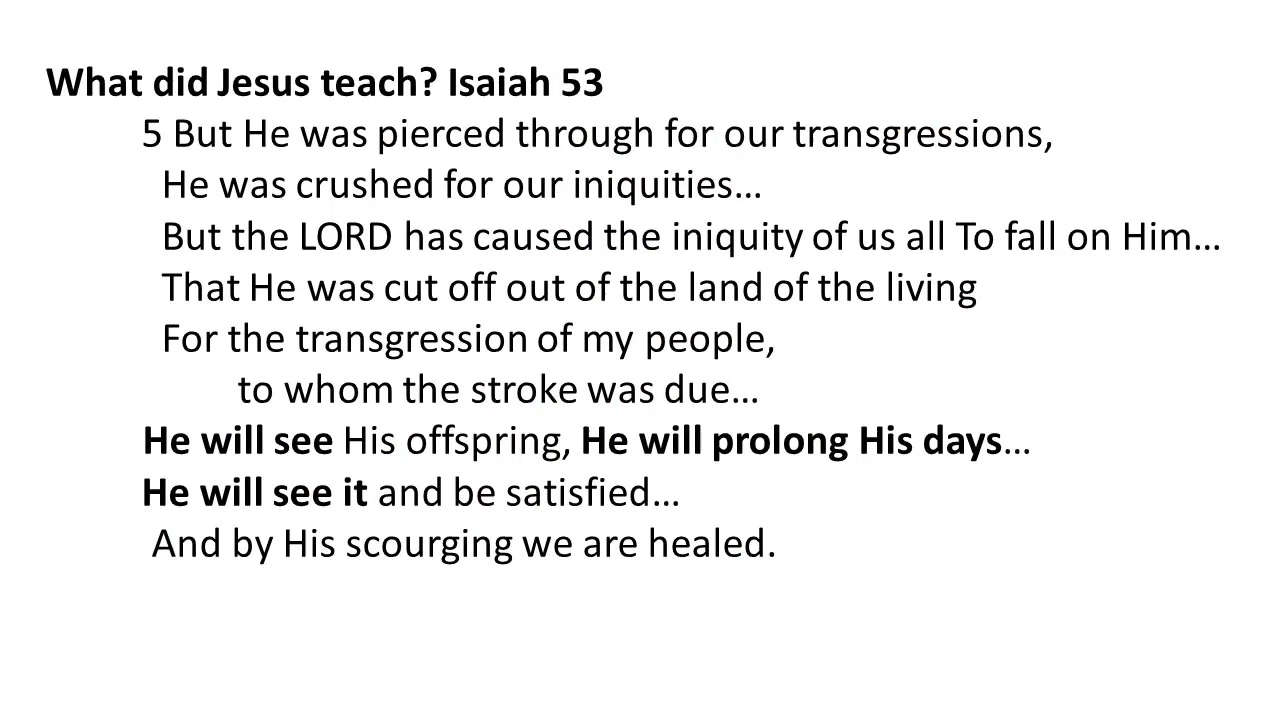 What did Jesus teach? Isaiah 53
5 But He was pierced through for our transgressions,
He was crushed for our iniquities…
But the LORD has caused the iniquity of us all To fall on Him…
That He was cut off out of the land of the living
For the transgression of my people,
to whom the stroke was due…
He will see His offspring, He will prolong His days…
He will see it and be satisfied…
And by His scourging we are healed.